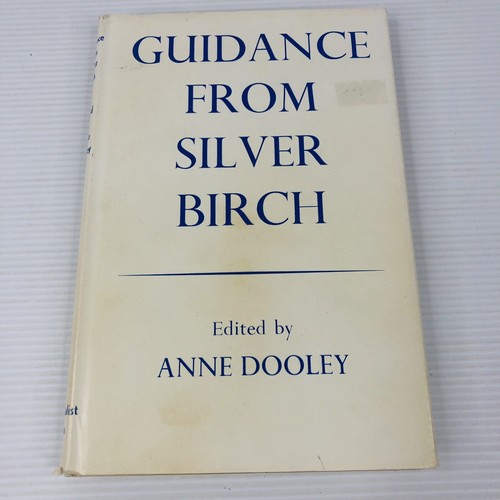 GUIDANCE
FROM
SILVER
BIRCH
Edited by
ANNE DOOLEY